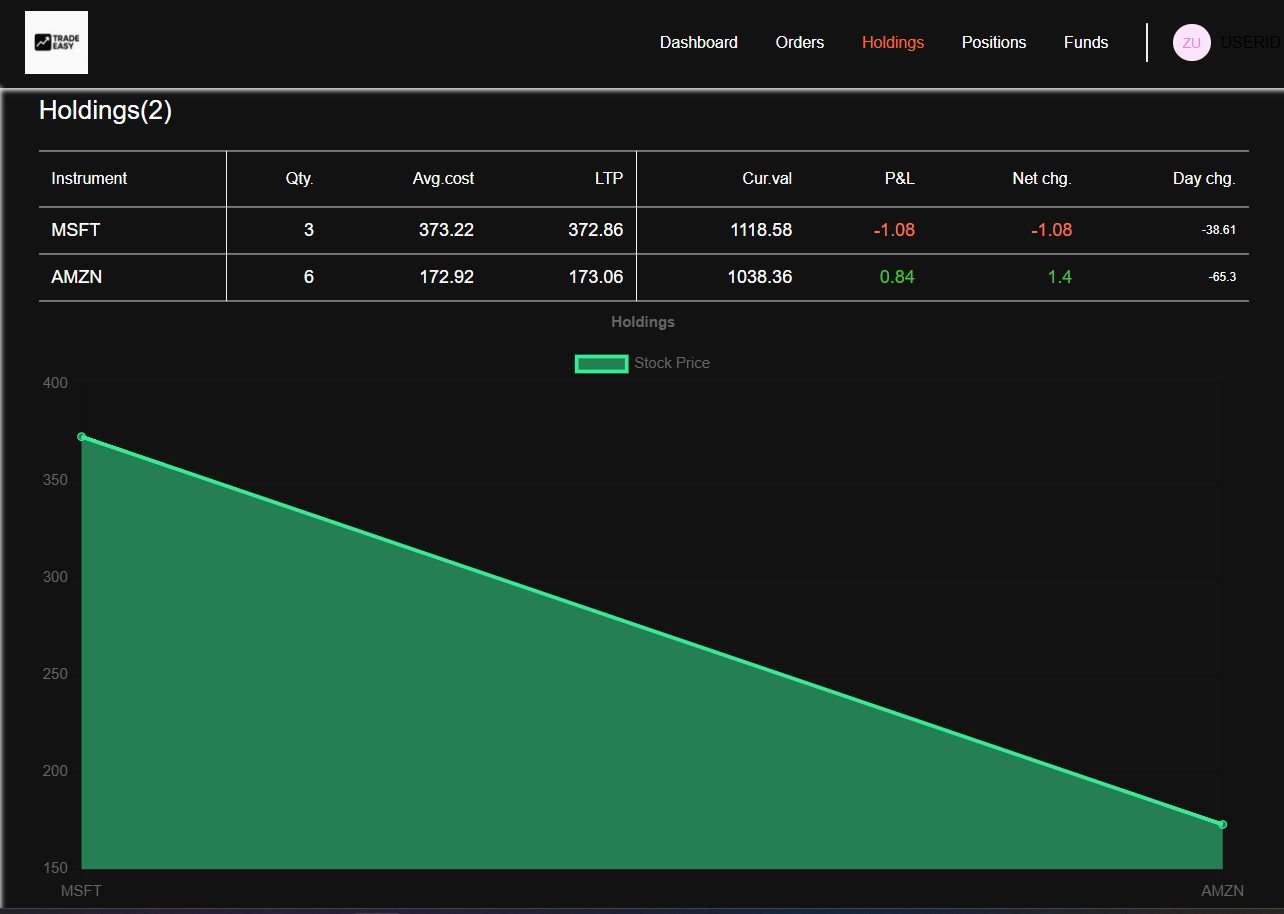 TRADE
EASY
Dashboard Orders Holdings Positions Funds ZU USERID
Holdings(2)
Instrument Qty. Avg.cost LTP Cur.val P&L Net chg. Day chg.
MSFT 3 373.22 372.86 1118.58 -1.08 -1.08 -38.61
AMZN 6 172.92 173.06 1038.36 0.84 1.4 -65.3
Holdings
Stock Price
400
350
300
250
200
150
MSFT AMZN